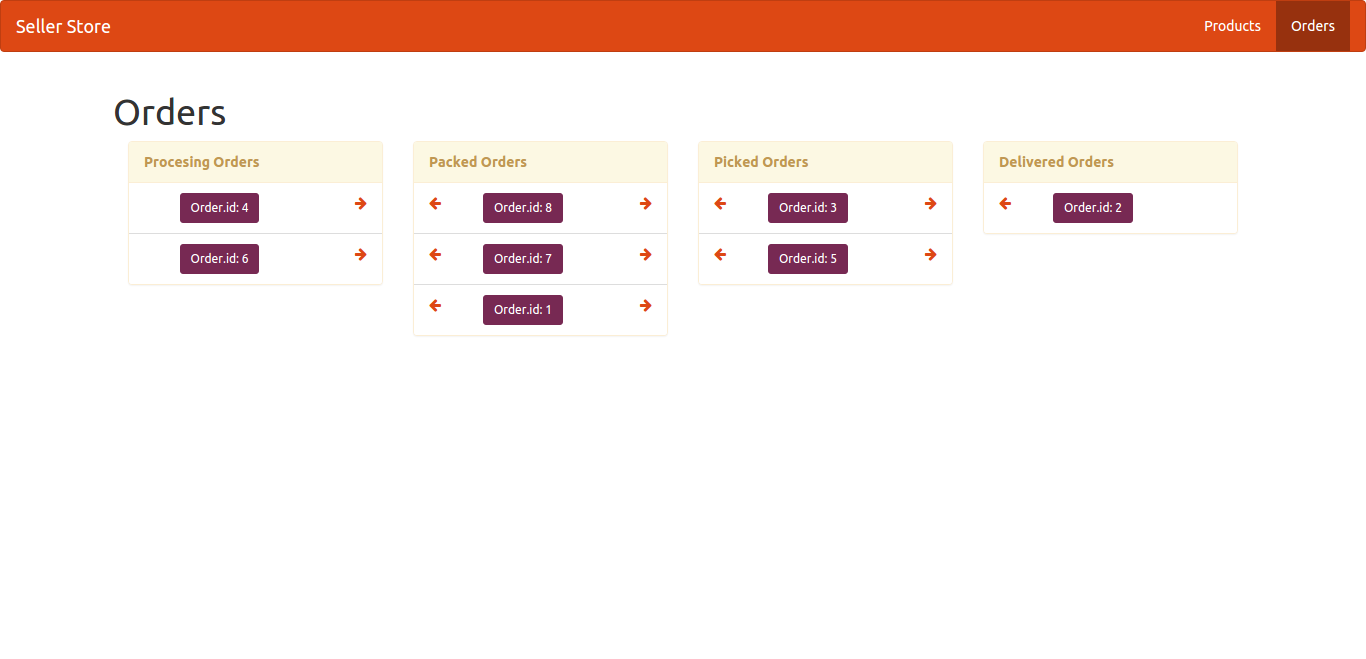 Seller Store
Products
Orders
Orders
Procesing Orders
Order.id: 4
Order.id: 6
Packed Orders
Order.id: 8
Order.id: 7
Order.id: 1
Picked Orders
Order.id: 3
Order.id: 5
Delivered Orders
Order.id: 2